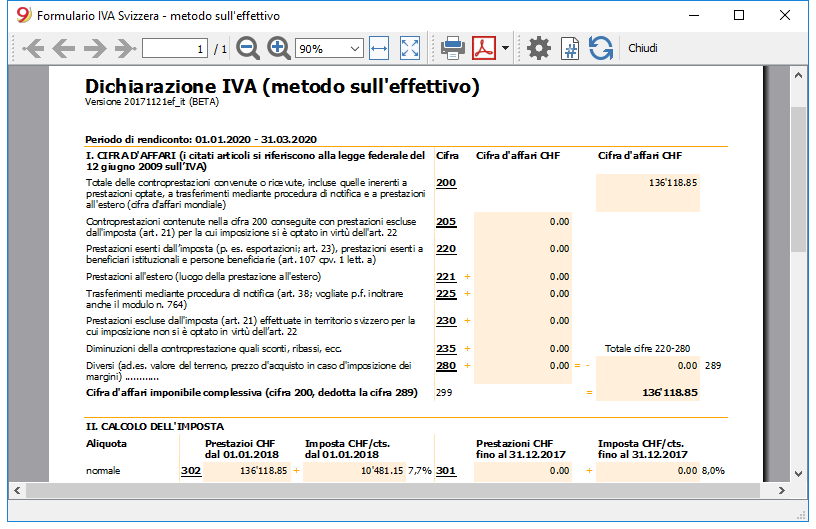 Formulario IVA Svizzera - metodo sull'effettivo
1 / 1 90% Chiudi
Dichiarazione IVA (metodo sull'effettivo)
Versione 20171121ef_it (BETA)
Periodo di rendiconto: 01.01.2020 - 31.03.2020
I. CIFRA D'AFFARI (i citati articoli si riferiscono alla legge federale del Cifra Cifra d'affari CHF Cifra d'affari CHF
12 giugno 2009 sull'IVA)
Totale delle controprestazioni convenute o ricevute, incluse quelle inerenti a 200 136'118.85
prestazioni optate, a trasferimenti mediante procedura di notifica e a prestazioni
all'estero (cifra d'affari mondiale)
Controprestazioni contenute nella cifra 200 conseguite con prestazioni escluse 205 0.00
dall'imposta (art. 21) per la cui imposizione si è optato in virtù dell'art. 22
Prestazioni esenti dall'imposta (p. es. esportazioni; art. 23), prestazioni esenti a 220 0.00
beneficiari istituzionali e persone beneficiarie (art. 107 cpv. 1 lett. a)
Prestazioni all'estero (luogo della prestazione all'estero) 221 + 0.00
Trasferimenti mediante procedura di notifica (art. 38; vogliate p.f. inoltrare 225 + 0.00
anche il modulo n. 764)
Prestazioni escluse dall'imposta (art. 21) effettuate in territorio svizzero per la 230 + 0.00
cui imposizione non si è optato in virtù dell'art. 22
Diminuzioni della controprestazione quali sconti, ribassi, ecc. 235 + 0.00 Totale cifre 220-280
Diversi (ad.es. valore del terreno, prezzo d'acquisto in caso d'imposizione dei 280 + 0.00 = - 0.00 289
margini) ............
Cifra d'affari imponibile complessiva (cifra 200, dedotta la cifra 289) 299 = 136'118.85
II. CALCOLO DELL'IMPOSTA
Aliquota Prestazioi CHF Imposta CHF/cts. Prestazioni CHF Imposta CHF/cts.
dal 01.01.2018 dal 01.01.2018 fino al 31.12.2017 fino al 31.12.2017
normale 302 136'118.85 + 10'481.15 7,7% 301 0.00 + 0.00 8,0%